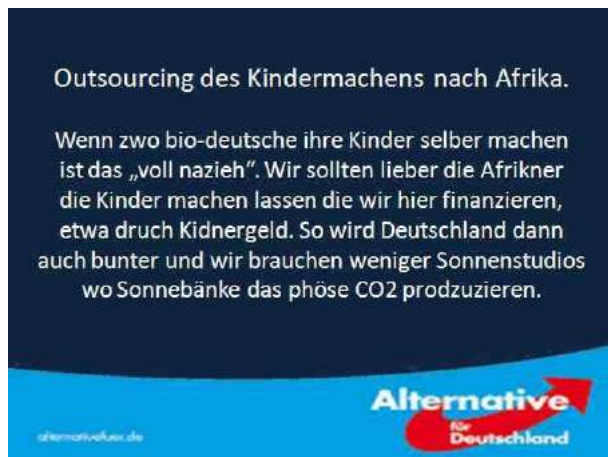 Outsourcing des Kindermachens nach Afrika.
Wenn zwo bio-deutsche ihre Kinder selber machen
ist das „voll nazieh“. Wir sollten lieber die Afrikner
die Kinder machen lassen die wir hier finanzieren,
etwa druch Kidnergeld. So wird Deutschland dann
auch bunter und wir brauchen weniger Sonnenstudios
wo Sonnebänke das phöse CO2 prodzuzieren.
Alternative
für
Deutschland
alternativefuer.de